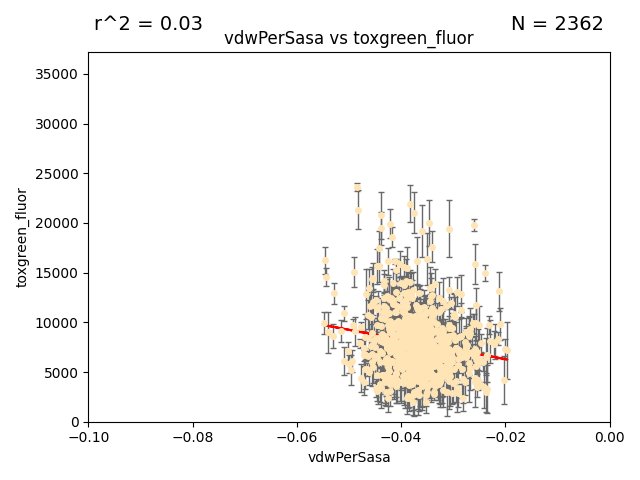 r^2 = 0.03
N = 2362
vdwPerSasa vs toxgreen_fluor
35000
30000
25000
20000
15000
10000
5000
0
toxgreen_fluor
−0.10
−0.08
−0.06
−0.04
−0.02
0.00
vdwPerSasa